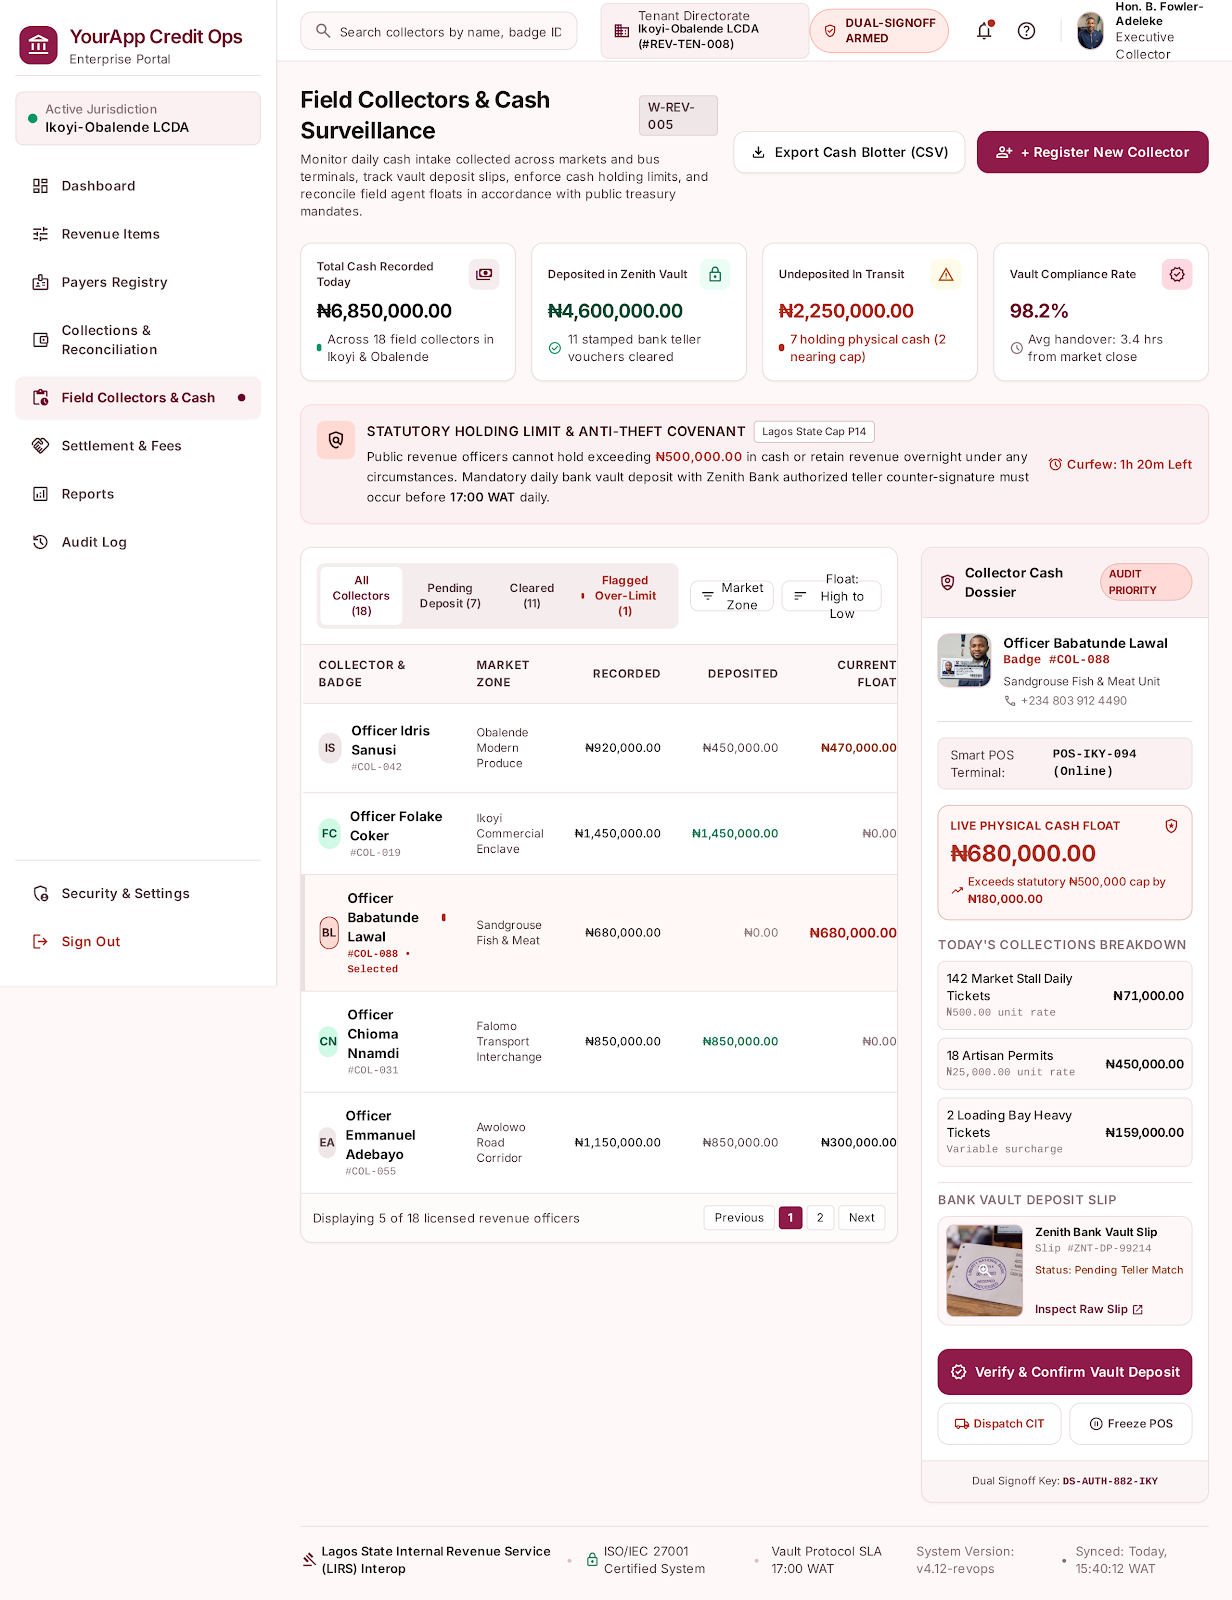 YourApp Credit Ops
Enterprise Portal
Active Jurisdiction
Ikoyi-Obalende LCDA
Dashboard
Revenue Items
Payers Registry
Collections &
Reconciliation
Field Collectors & Cash
Settlement & Fees
Reports
Audit Log
Security & Settings
Sign Out
Search collectors by name, badge ID
Tenant Directorate
Ikoyi-Obalende LCDA
(#REV-TEN-008)
DUAL-SIGNOFF
ARMED
Hon. B. Fowler-
Adeleke
Executive
Collector
Field Collectors & Cash
Surveillance
W-REV-
005
Monitor daily cash intake collected across markets and bus
terminals, track vault deposit slips, enforce cash holding limits, and
reconcile field agent floats in accordance with public treasury
mandates.
Export Cash Blotter (CSV)
+ Register New Collector
Total Cash Recorded
Today
₦6,850,000.00
Across 18 field collectors in
Ikoyi & Obalende
Deposited in Zenith Vault
₦4,600,000.00
11 stamped bank teller
vouchers cleared
Undeposited In Transit
₦2,250,000.00
7 holding physical cash (2
nearing cap)
Vault Compliance Rate
98.2%
Avg handover: 3.4 hrs
from market close
STATUTORY HOLDING LIMIT & ANTI-THEFT COVENANT
Lagos State Cap P14
Public revenue officers cannot hold exceeding ₦500,000.00 in cash or retain revenue overnight under any
circumstances. Mandatory daily bank vault deposit with Zenith Bank authorized teller counter-signature must
occur before 17:00 WAT daily.
Curfew: 1h 20m Left
All
Collectors
(18)
Pending
Deposit (7)
Cleared
(11)
Flagged
Over-Limit
(1)
Market
Zone
Float:
High to
Low
COLLECTOR &
BADGE
MARKET
ZONE
RECORDED
DEPOSITED
CURRENT
FLOAT
IS
Officer Idris
Sanusi
#COL-042
Obalende
Modern
Produce
₦920,000.00
₦450,000.00
₦470,000.00
FC
Officer Folake
Coker
#COL-019
Ikoyi
Commercial
Enclave
₦1,450,000.00
₦1,450,000.00
₦0.00
BL
Officer
Babatunde
Lawal
#COL-088 •
Selected
Sandgrouse
Fish & Meat
₦680,000.00
₦0.00
₦680,000.00
CN
Officer
Chioma
Nnamdi
#COL-031
Falomo
Transport
Interchange
₦850,000.00
₦850,000.00
₦0.00
EA
Officer
Emmanuel
Adebayo
#COL-055
Awolowo
Road
Corridor
₦1,150,000.00
₦850,000.00
₦300,000.00
Displaying 5 of 18 licensed revenue officers
Previous
1
2
Next
Collector Cash
Dossier
AUDIT
PRIORITY
Officer Babatunde Lawal
Badge #COL-088
Sandgrouse Fish & Meat Unit
+234 803 912 4490
Smart POS
Terminal:
POS-IKY-094
(Online)
LIVE PHYSICAL CASH FLOAT
₦680,000.00
Exceeds statutory ₦500,000 cap by
₦180,000.00
TODAY'S COLLECTIONS BREAKDOWN
142 Market Stall Daily
Tickets
₦500.00 unit rate
₦71,000.00
18 Artisan Permits
₦25,000.00 unit rate
₦450,000.00
2 Loading Bay Heavy
Tickets
Variable surcharge
₦159,000.00
BANK VAULT DEPOSIT SLIP
Zenith Bank Vault Slip
Slip #ZNT-DP-99214
Status: Pending Teller Match
Inspect Raw Slip
Verify & Confirm Vault Deposit
Dispatch CIT
Freeze POS
Dual Signoff Key: DS-AUTH-882-IKY
Lagos State Internal Revenue Service
(LIRS) Interop
ISO/IEC 27001
Certified System
Vault Protocol SLA
17:00 WAT
System Version:
v4.12-revops
Synced: Today,
15:40:12 WAT